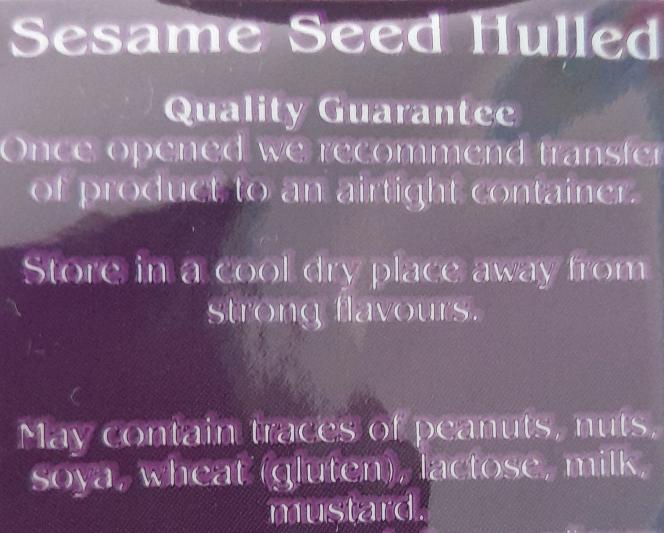 Sesame Seed Hulled
Quality Guarantee
Once opened we recommend transfer
of product to an airtight container.
Store in a cool dry place away from
strong flavours.
May contain traces of peanuts, nuts,
soya, wheat (gluten), lactose, milk,
mustard.